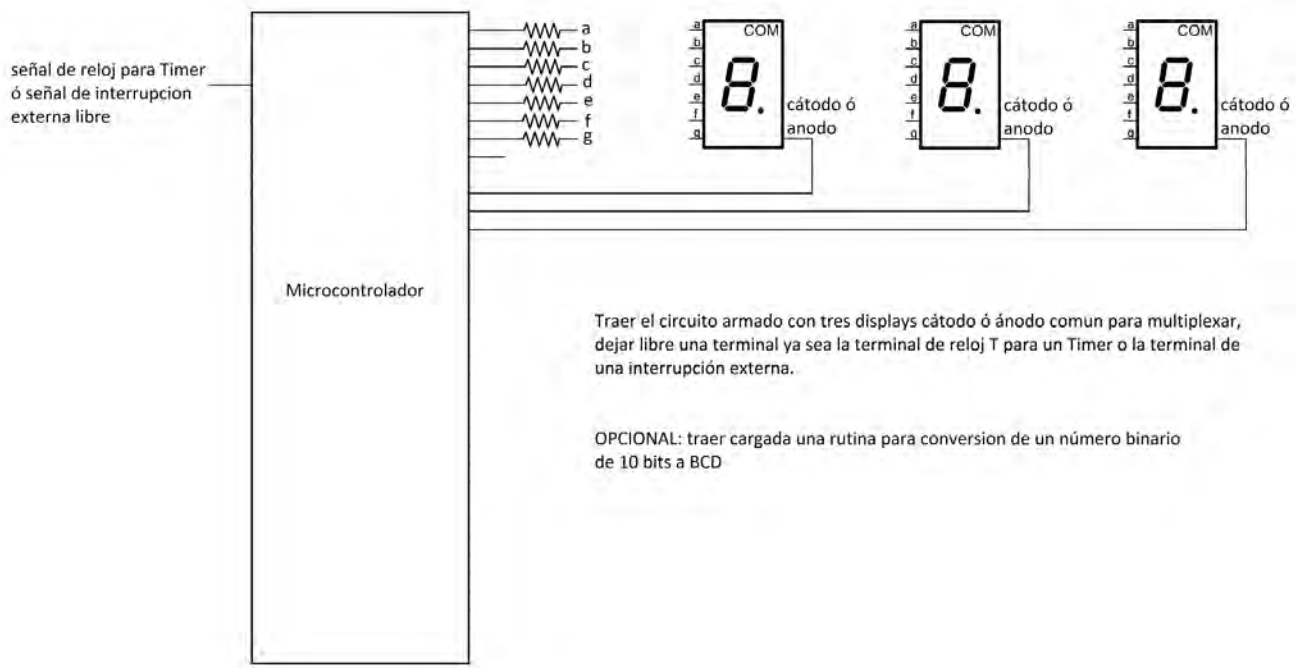 señal de reloj para Timer
ó señal de interrupcion
externa libre
a
b
c
d
e
f
g
Microcontrolador
a
b
c
d
e
f
g
COM
cátodo ó
anodo
a
b
c
d
e
f
g
COM
cátodo ó
anodo
a
b
c
d
e
f
g
COM
cátodo ó
anodo
Traer el circuito armado con tres displays cátodo ó ánodo comun para multiplexar,
dejar libre una terminal ya sea la terminal de reloj T para un Timer o la terminal de
una interrupción externa.
OPCIONAL: traer cargada una rutina para conversion de un número binario
de 10 bits a BCD